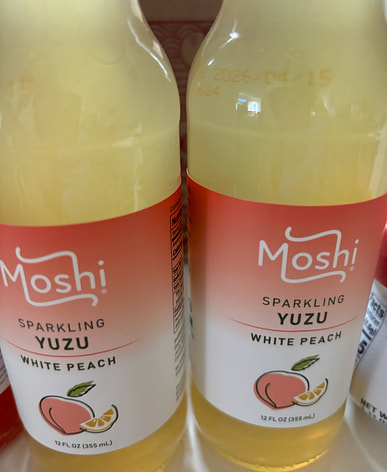 Moshi
SPARKLING
YUZU
WHITE PEACH
12 FL OZ (355 mL)
2026/04/15
634
Moshi
SPARKLING
YUZU
WHITE PEACH
12 FL OZ (355 mL)
NET W